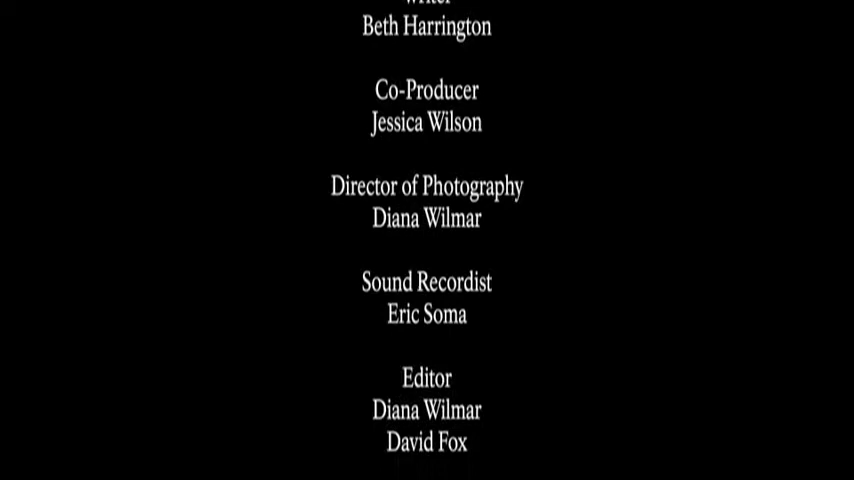 Writer
Beth Harrington
Co-Producer
Jessica Wilson
Director of Photography
Diana Wilmar
Sound Recordist
Eric Soma
Editor
Diana Wilmar
David Fox